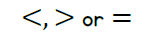 <, > or =